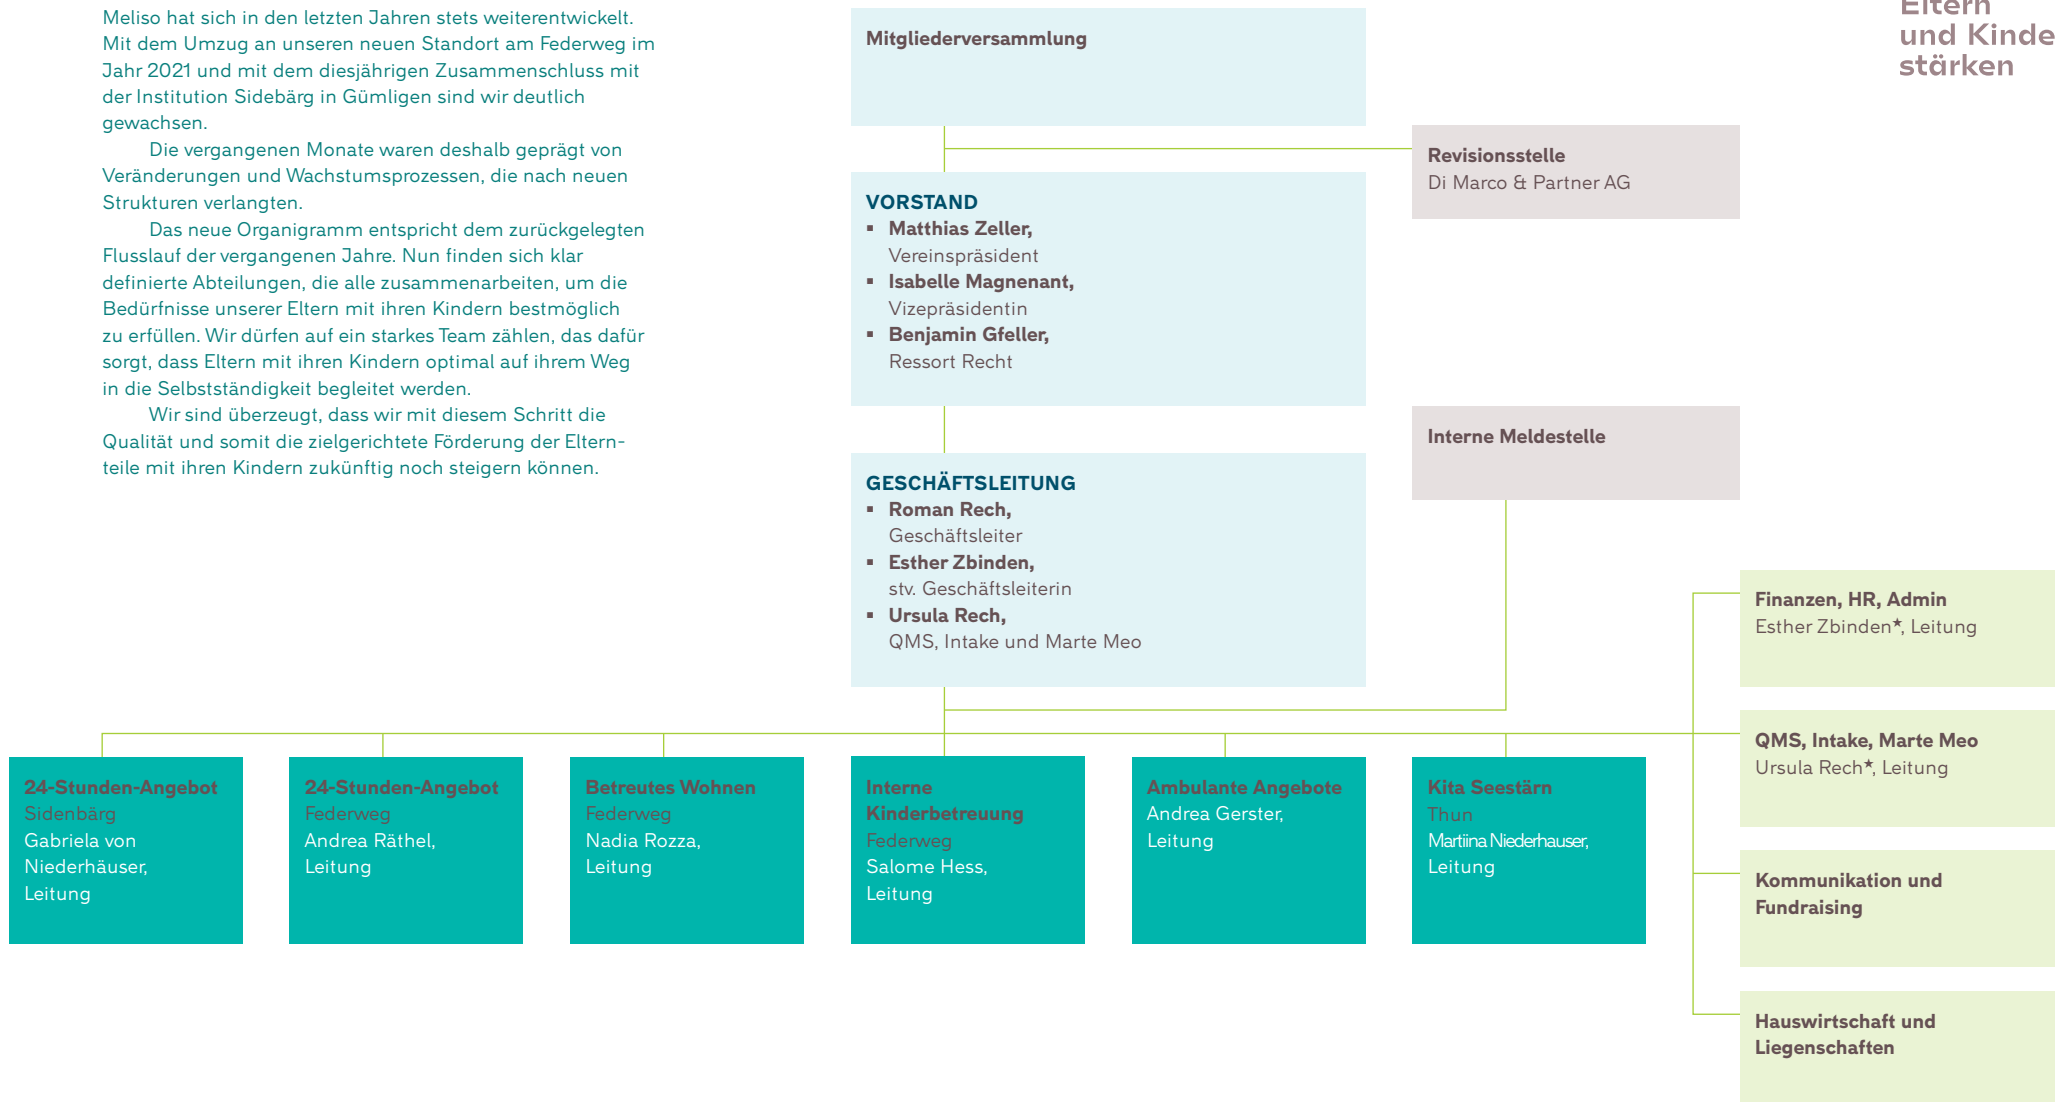 Meliso hat sich in den letzten Jahren stets weiterentwickelt.
Mit dem Umzug an unseren neuen Standort am Federweg im
Jahr 2021 und mit dem diesjährigen Zusammenschluss mit
der Institution Sidebärg in Gümligen sind wir deutlich
gewachsen.
Die vergangenen Monate waren deshalb geprägt von
Veränderungen und Wachstumsprozessen, die nach neuen
Strukturen verlangten.
Das neue Organigramm entspricht dem zurückgelegten
Flusslauf der vergangenen Jahre. Nun finden sich klar
definierte Abteilungen, die alle zusammenarbeiten, um die
Bedürfnisse unserer Eltern mit ihren Kindern bestmöglich
zu erfüllen. Wir dürfen auf ein starkes Team zählen, das dafür
sorgt, dass Eltern mit ihren Kindern optimal auf ihrem Weg
in die Selbstständigkeit begleitet werden.
Wir sind überzeugt, dass wir mit diesem Schritt die
Qualität und somit die zielgerichtete Förderung der Eltern-
teile mit ihren Kindern zukünftig noch steigern können.
Eltern
und Kinde
stärken
Mitgliederversammlung
Revisionsstelle
Di Marco & Partner AG
VORSTAND
▪ Matthias Zeller,
Vereinspräsident
▪ Isabelle Magnenant,
Vizepräsidentin
▪ Benjamin Gfeller,
Ressort Recht
Interne Meldestelle
GESCHÄFTSLEITUNG
▪ Roman Rech,
Geschäftsleiter
▪ Esther Zbinden,
stv. Geschäftsleiterin
▪ Ursula Rech,
QMS, Intake und Marte Meo
Finanzen, HR, Admin
Esther Zbinden★, Leitung
QMS, Intake, Marte Meo
Ursula Rech★, Leitung
Kommunikation und
Fundraising
Hauswirtschaft und
Liegenschaften
24-Stunden-Angebot
Sidenbärg
Gabriela von
Niederhäuser,
Leitung
24-Stunden-Angebot
Federweg
Andrea Räthel,
Leitung
Betreutes Wohnen
Federweg
Nadia Rozza,
Leitung
Interne
Kinderbetreuung
Federweg
Salome Hess,
Leitung
Ambulante Angebote
Andrea Gerster,
Leitung
Kita Seestärn
Thun
Martiina Niederhauser,
Leitung